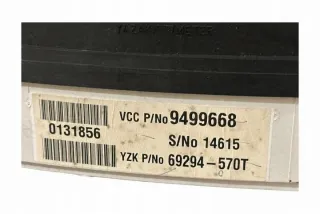 VCC P/No 9499668
0131856
S/No 14615
YZK P/No 69294-570T